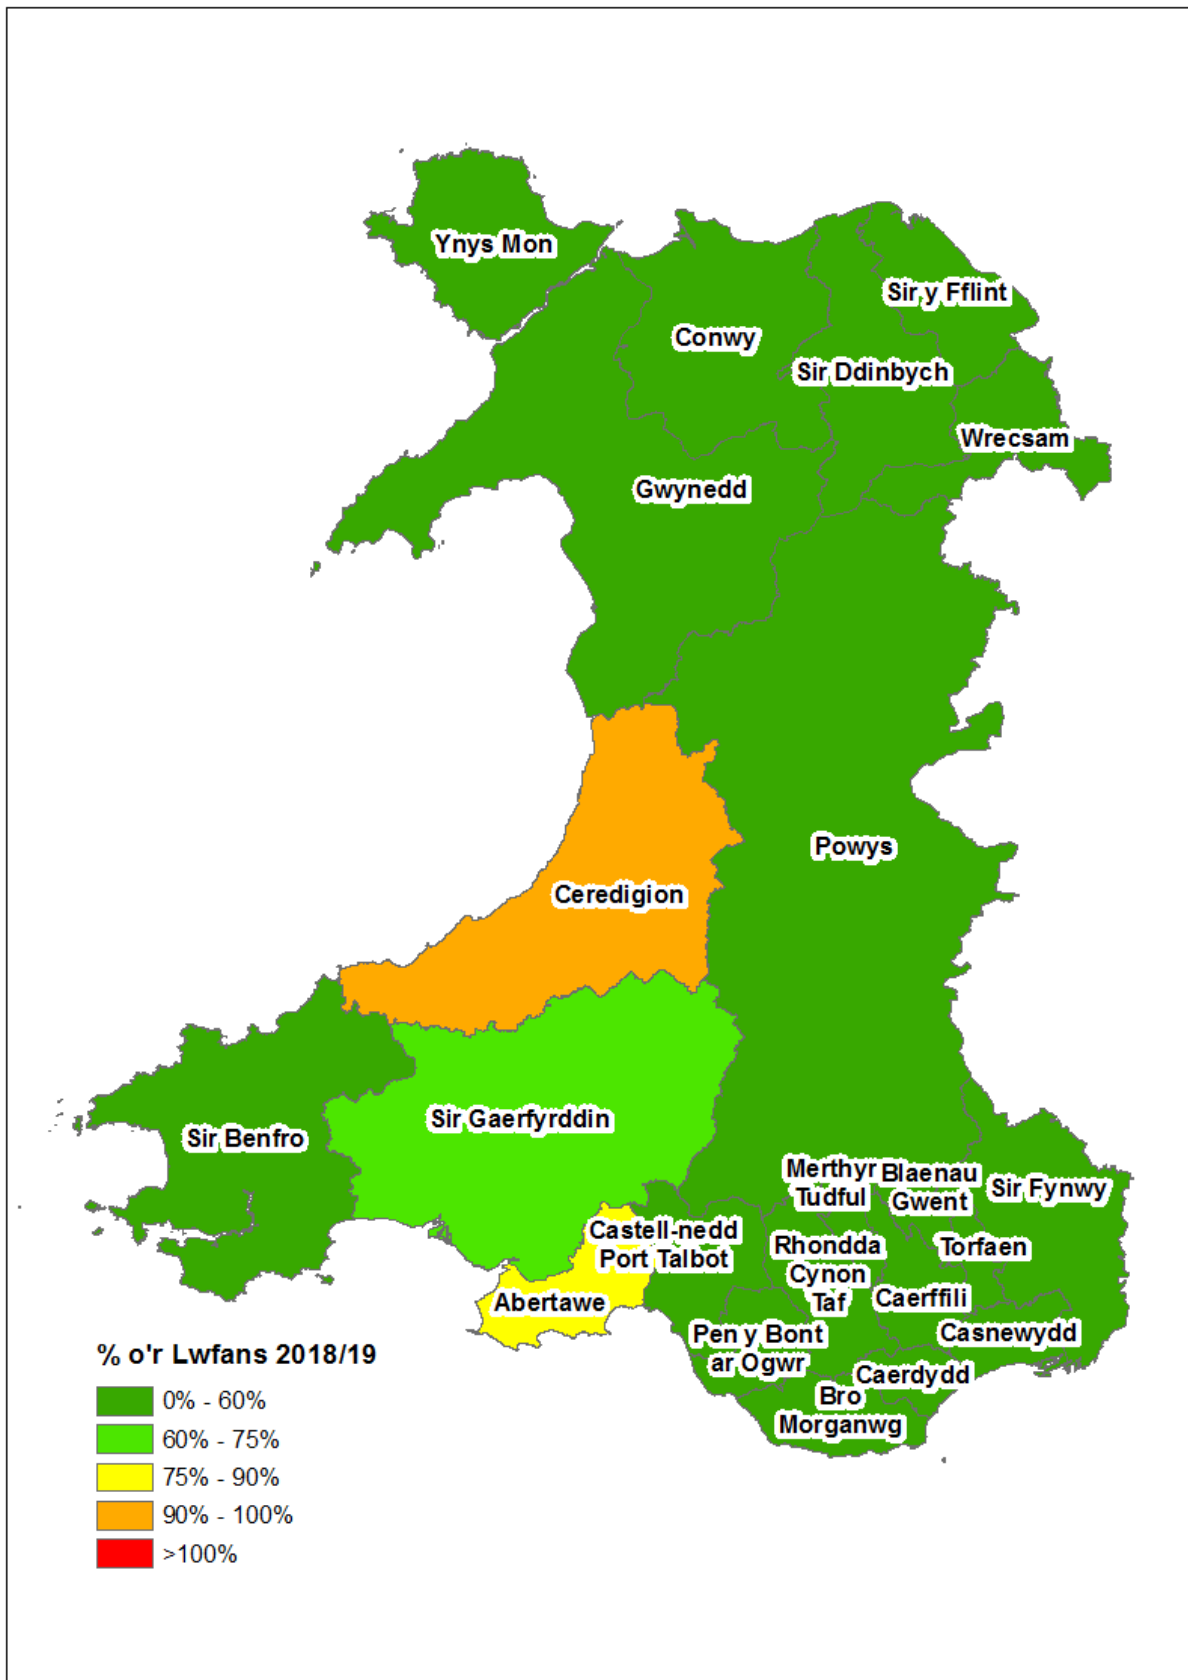 Ynys Mon
Sir y Fflint
Conwy
Sir Ddinbych
Wrecsam
Gwynedd
Powys
Ceredigion
Sir Gaerfyrddin
Sir Benfro
Merthyr
Tudful
Blaenau
Gwent
Sir Fynwy
Castell-nedd
Port Talbot
Rhondda
Cynon
Taf
Torfaen
Caerffili
Abertawe
Pen y Bont
ar Ogwr
Casnewydd
Caerdydd
Bro
Morganwg
% o'r Lwfans 2018/19
0% - 60%
60% - 75%
75% - 90%
90% - 100%
>100%